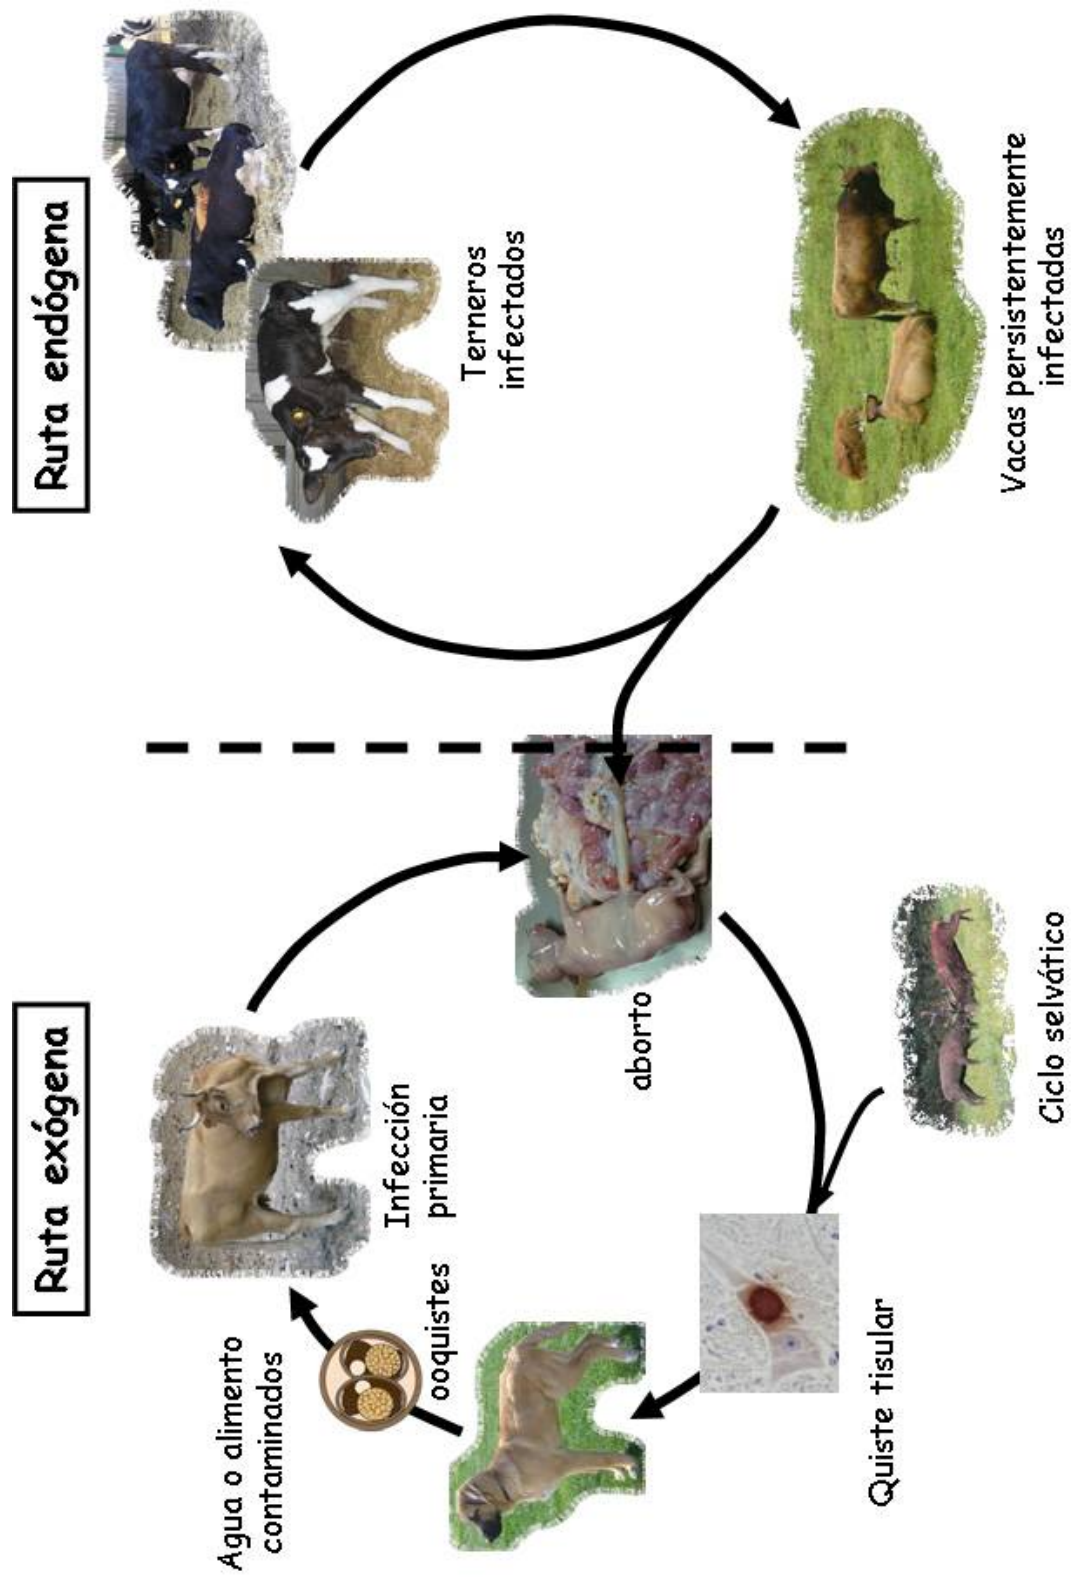 Ruta exógena
Ruta endógena
Agua o alimento
contaminados
ooquistes
Infección
primaria
aborto
Quiste tisular
Ciclo selvático
Terneros
infectados
Vacas persistentemente
infectadas